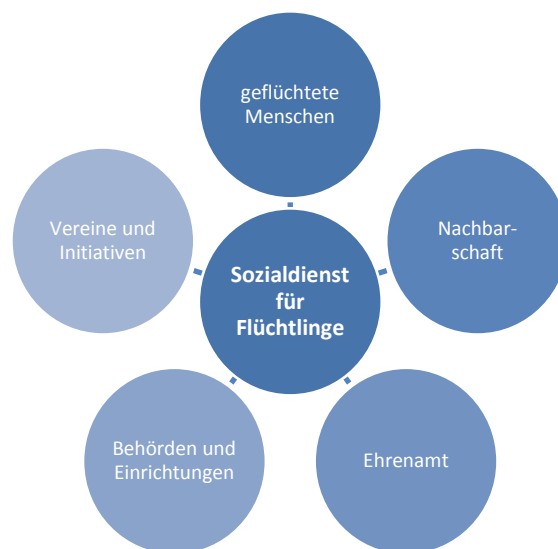 geflüchtete
Menschen
Vereine und
Initiativen
Nachbar-
schaft
Sozialdienst
für
Flüchtlinge
Behörden und
Einrichtungen
Ehrenamt